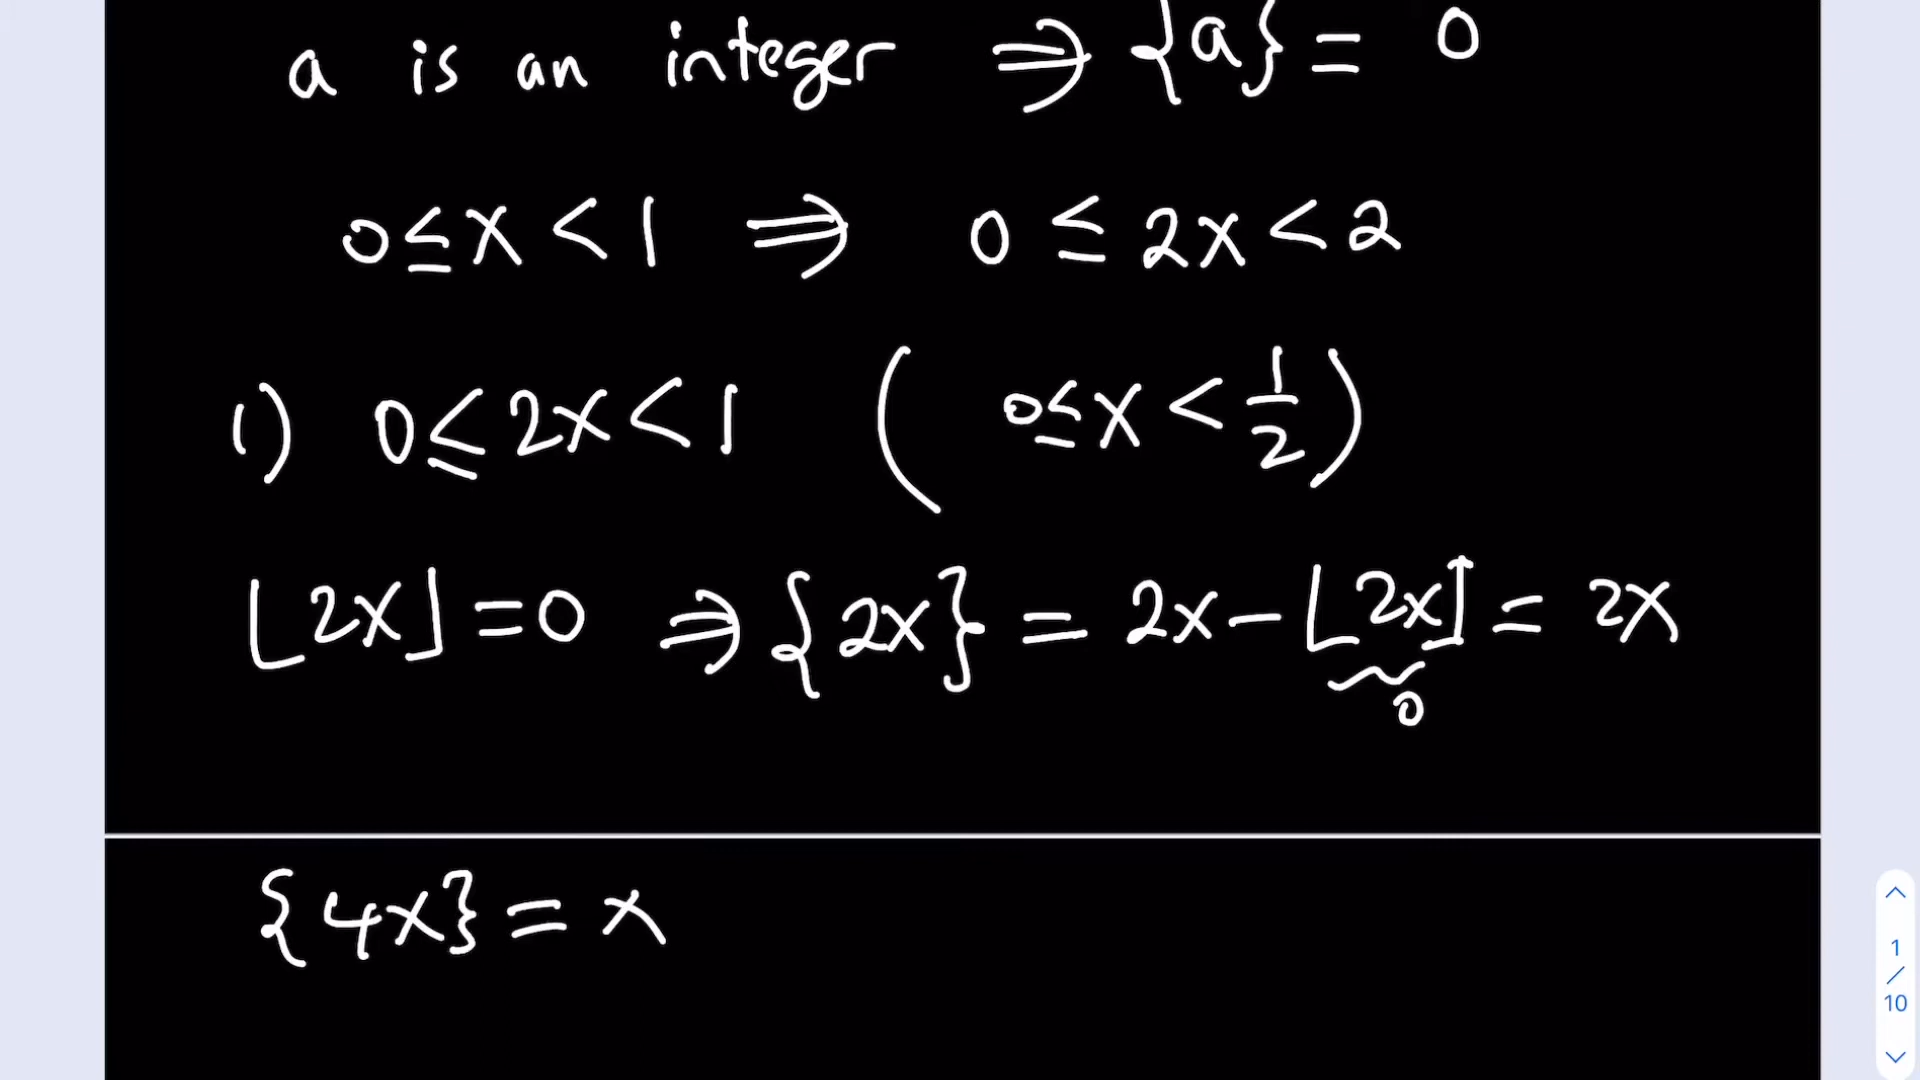 a is an integer ⇒ {a} = 0
0 ≤ x < 1 ⇒ 0 ≤ 2x < 2
1) 0 ≤ 2x < 1 ( 0 ≤ x < 1/2 )
⌊2x⌋ = 0 ⇒ {2x} = 2x - ⌊2x⌋ = 2x
0
{4x} = x
1
/
10